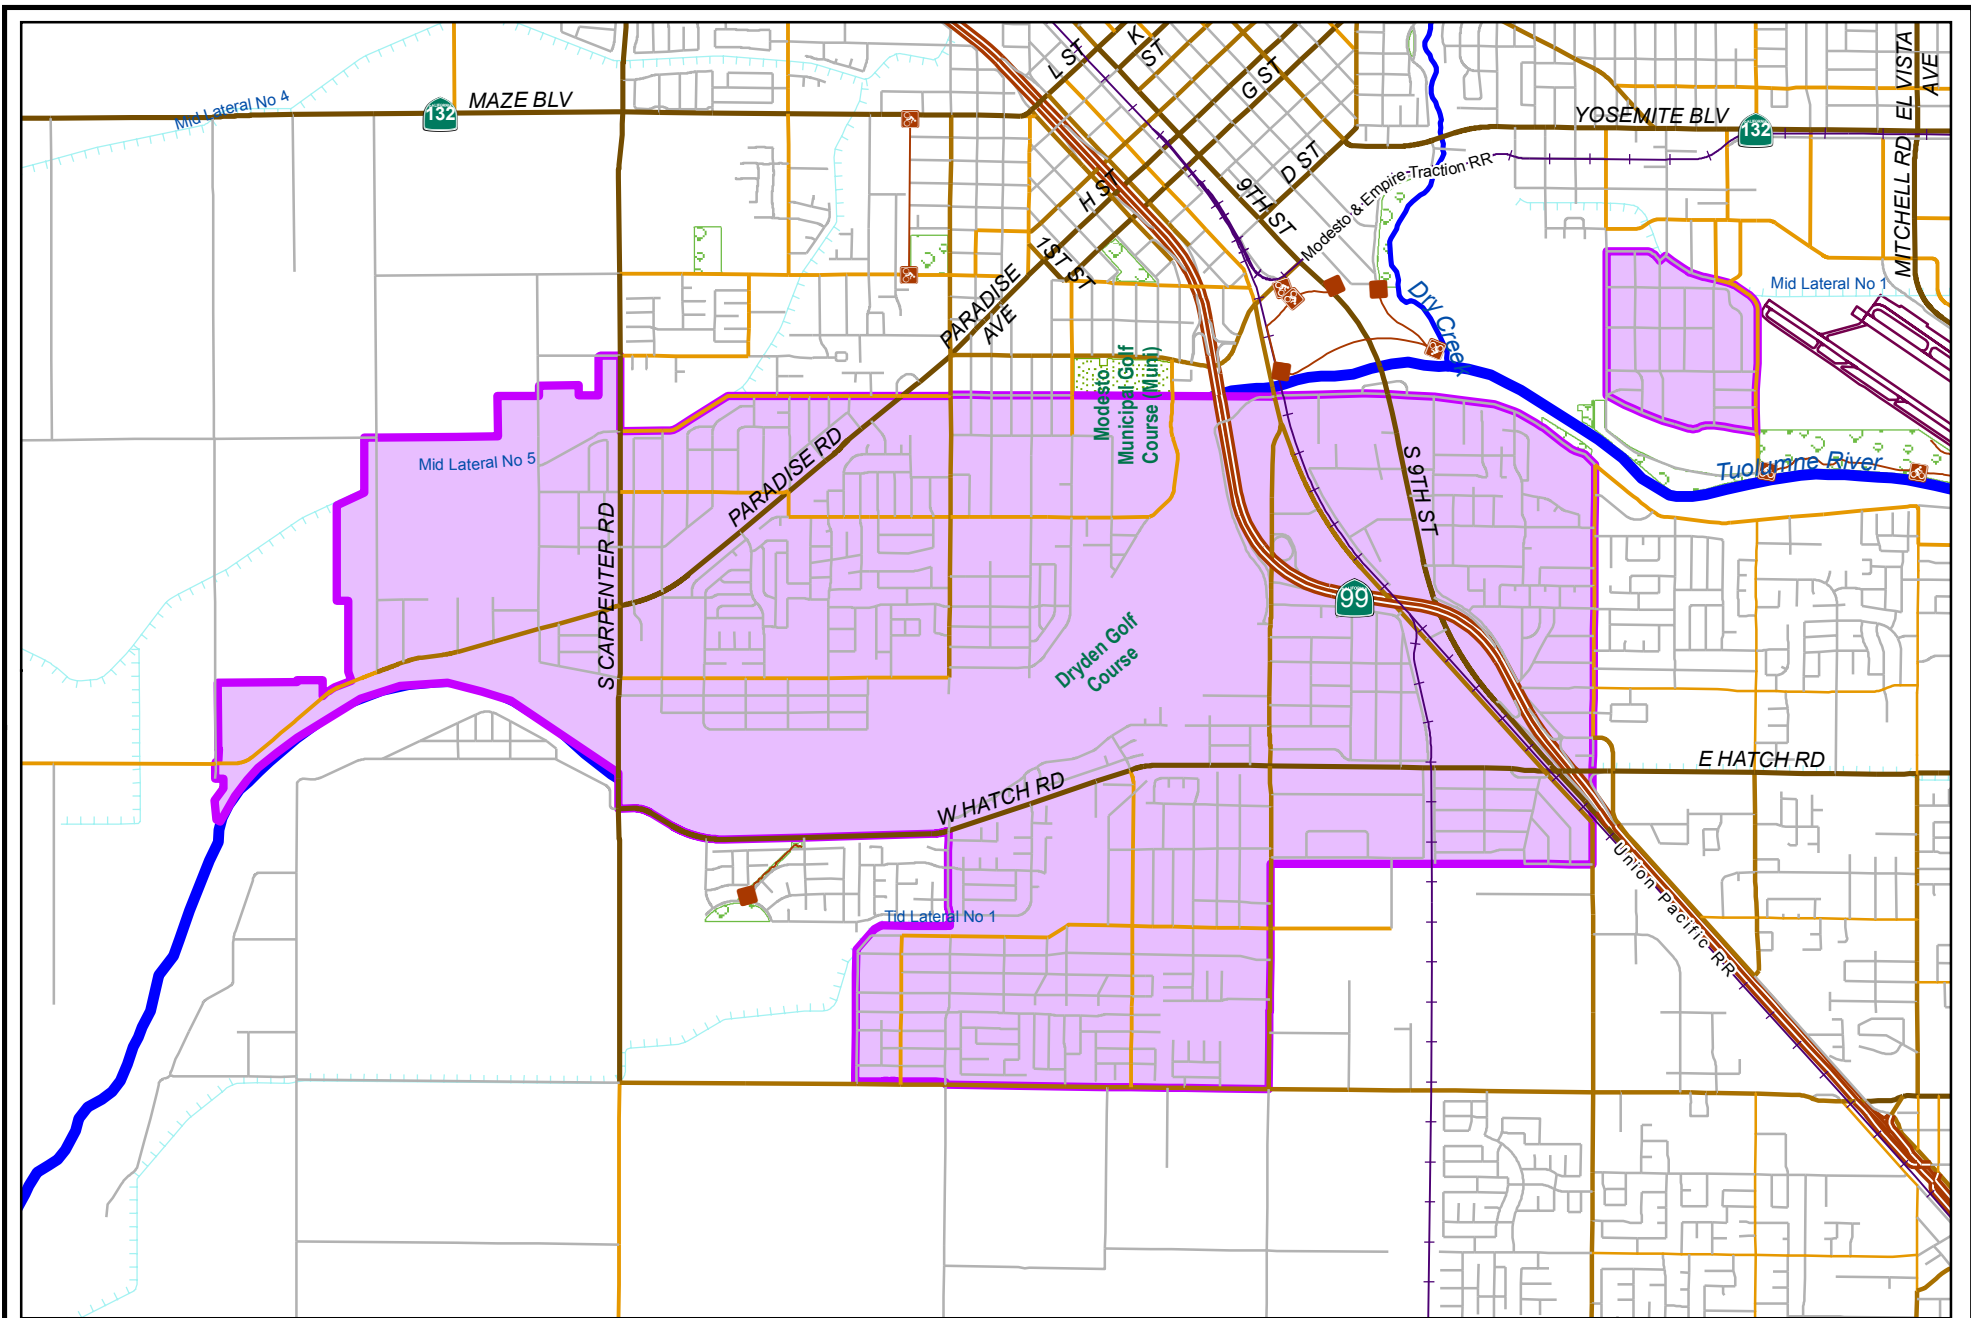 L ST
K
ST
G ST
EL VISTA
AVE
Mid Lateral No 4
132
MAZE BLV
YOSEMITE BLV
132
MITCHELL RD
D ST
9TH ST
Modesto & Empire Traction RR
H ST
1ST ST
PARADISE
AVE
Dry Creek
Mid Lateral No 1
Modesto
Municipal Golf
Course (Muni)
Mid Lateral No 5
PARADISE RD
S 9TH ST
Tuolumne River
S CARPENTER RD
99
Dryden Golf
Course
E HATCH RD
W HATCH RD
Union Pacific RR
Tid Lateral No 1